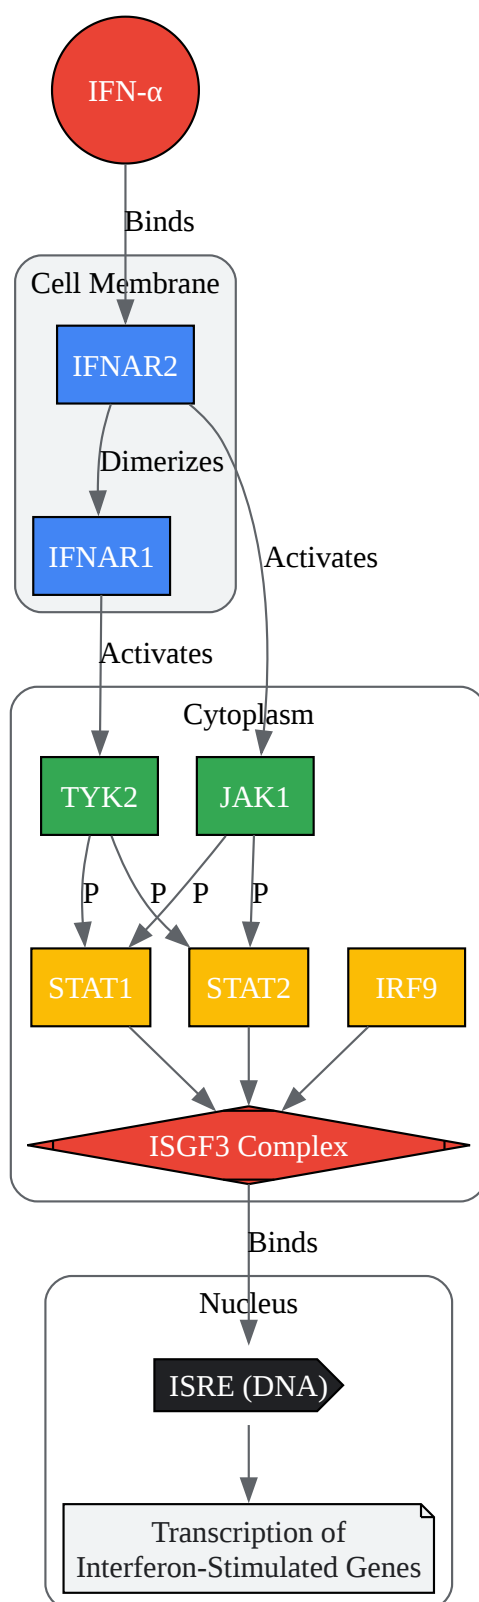 IFN-α
Binds
Cell Membrane
IFNAR2
Dimerizes
IFNAR1
Activates
Activates
Cytoplasm
TYK2
JAK1
P
P
P
P
STAT1
STAT2
IRF9
ISGF3 Complex
Binds
Nucleus
ISRE (DNA)
Transcription of
Interferon-Stimulated Genes